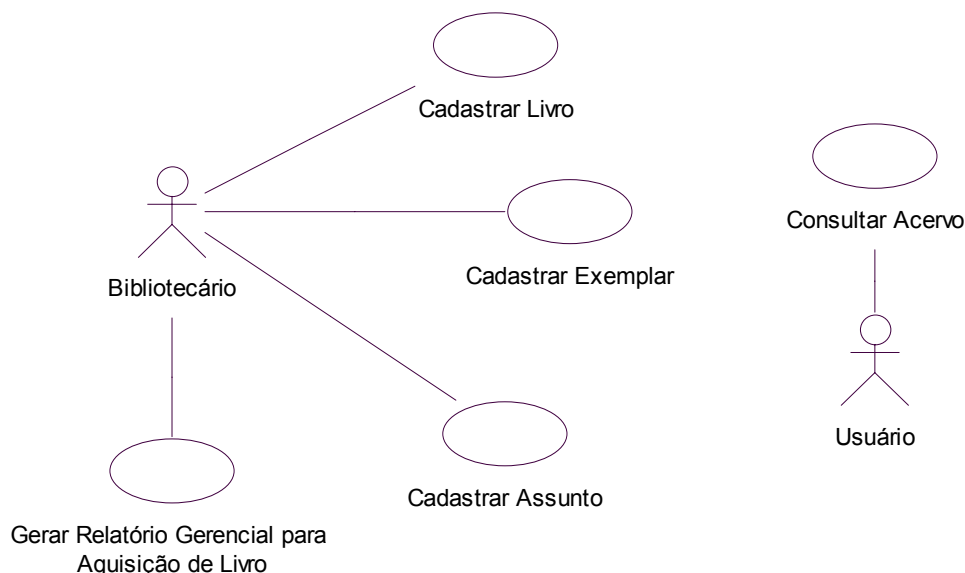 Cadastrar Livro
Consultar Acervo
Cadastrar Exemplar
Bibliotecário
Usuário
Cadastrar Assunto
Gerar Relatório Gerencial para
Aquisição de Livro